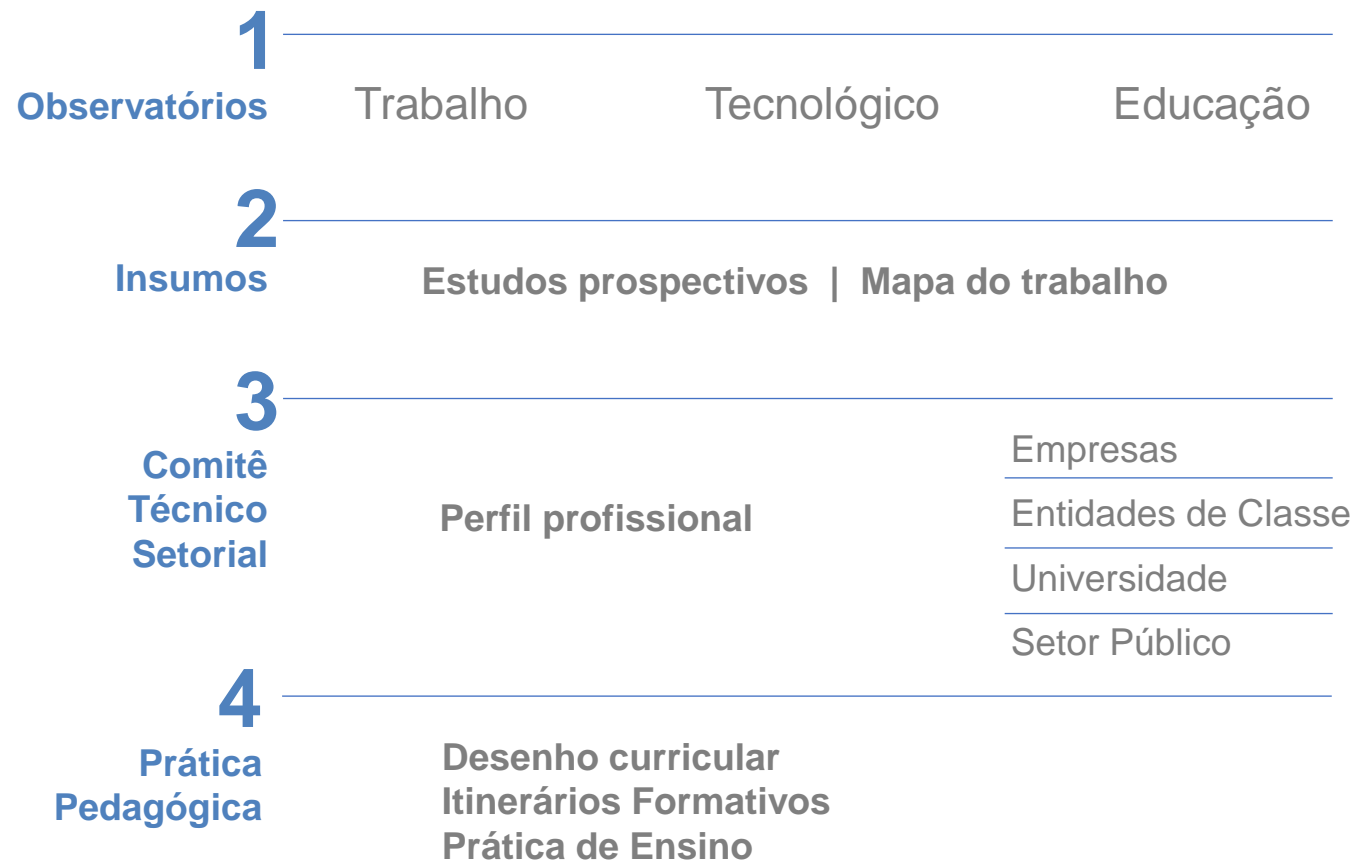 1
Observatórios
Trabalho
Tecnológico
Educação
2
Insumos
Estudos prospectivos | Mapa do trabalho
3
Comitê
Técnico
Setorial
Perfil profissional
Empresas
Entidades de Classe
Universidade
Setor Público
4
Prática
Pedagógica
Desenho curricular
Itinerários Formativos
Prática de Ensino